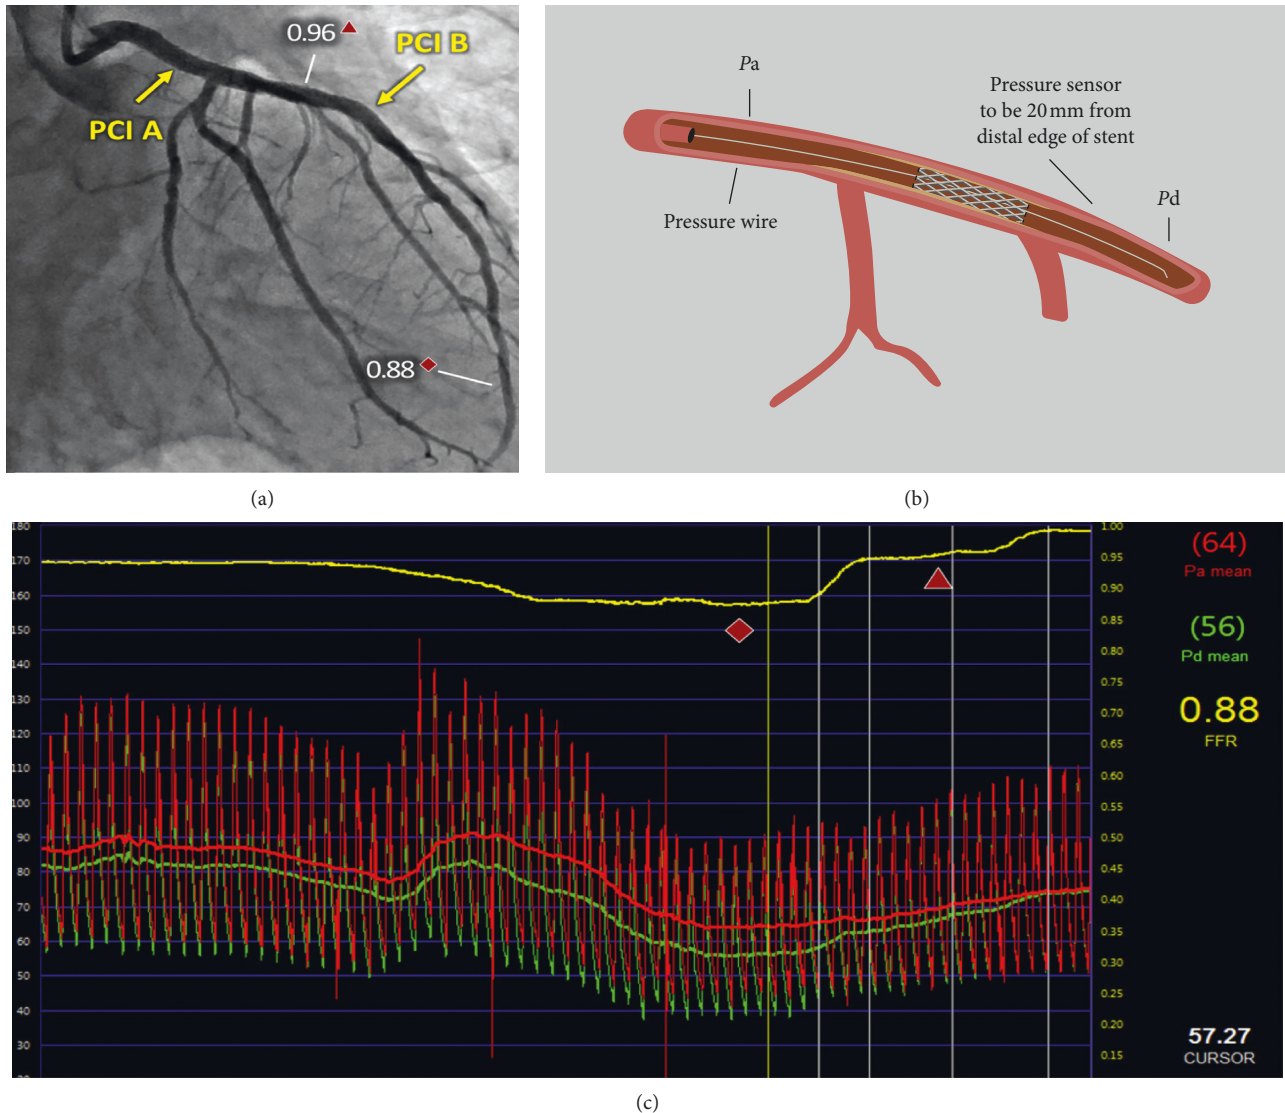 0.96
PCI B
PCI A
0.88
(a)
Pa
Pressure sensor
to be 20 mm from
distal edge of stent
Pressure wire
Pd
(b)
180
170
160
150
140
130
120
110
100
90
80
70
60
50
40
30
20
1.00
0.95
0.90
0.85
0.80
0.75
0.70
0.65
0.60
0.55
0.50
0.45
0.40
0.35
0.30
0.25
0.20
0.15
(64)
Pa mean
(56)
Pd mean
0.88
FFR
57.27
CURSOR
(c)